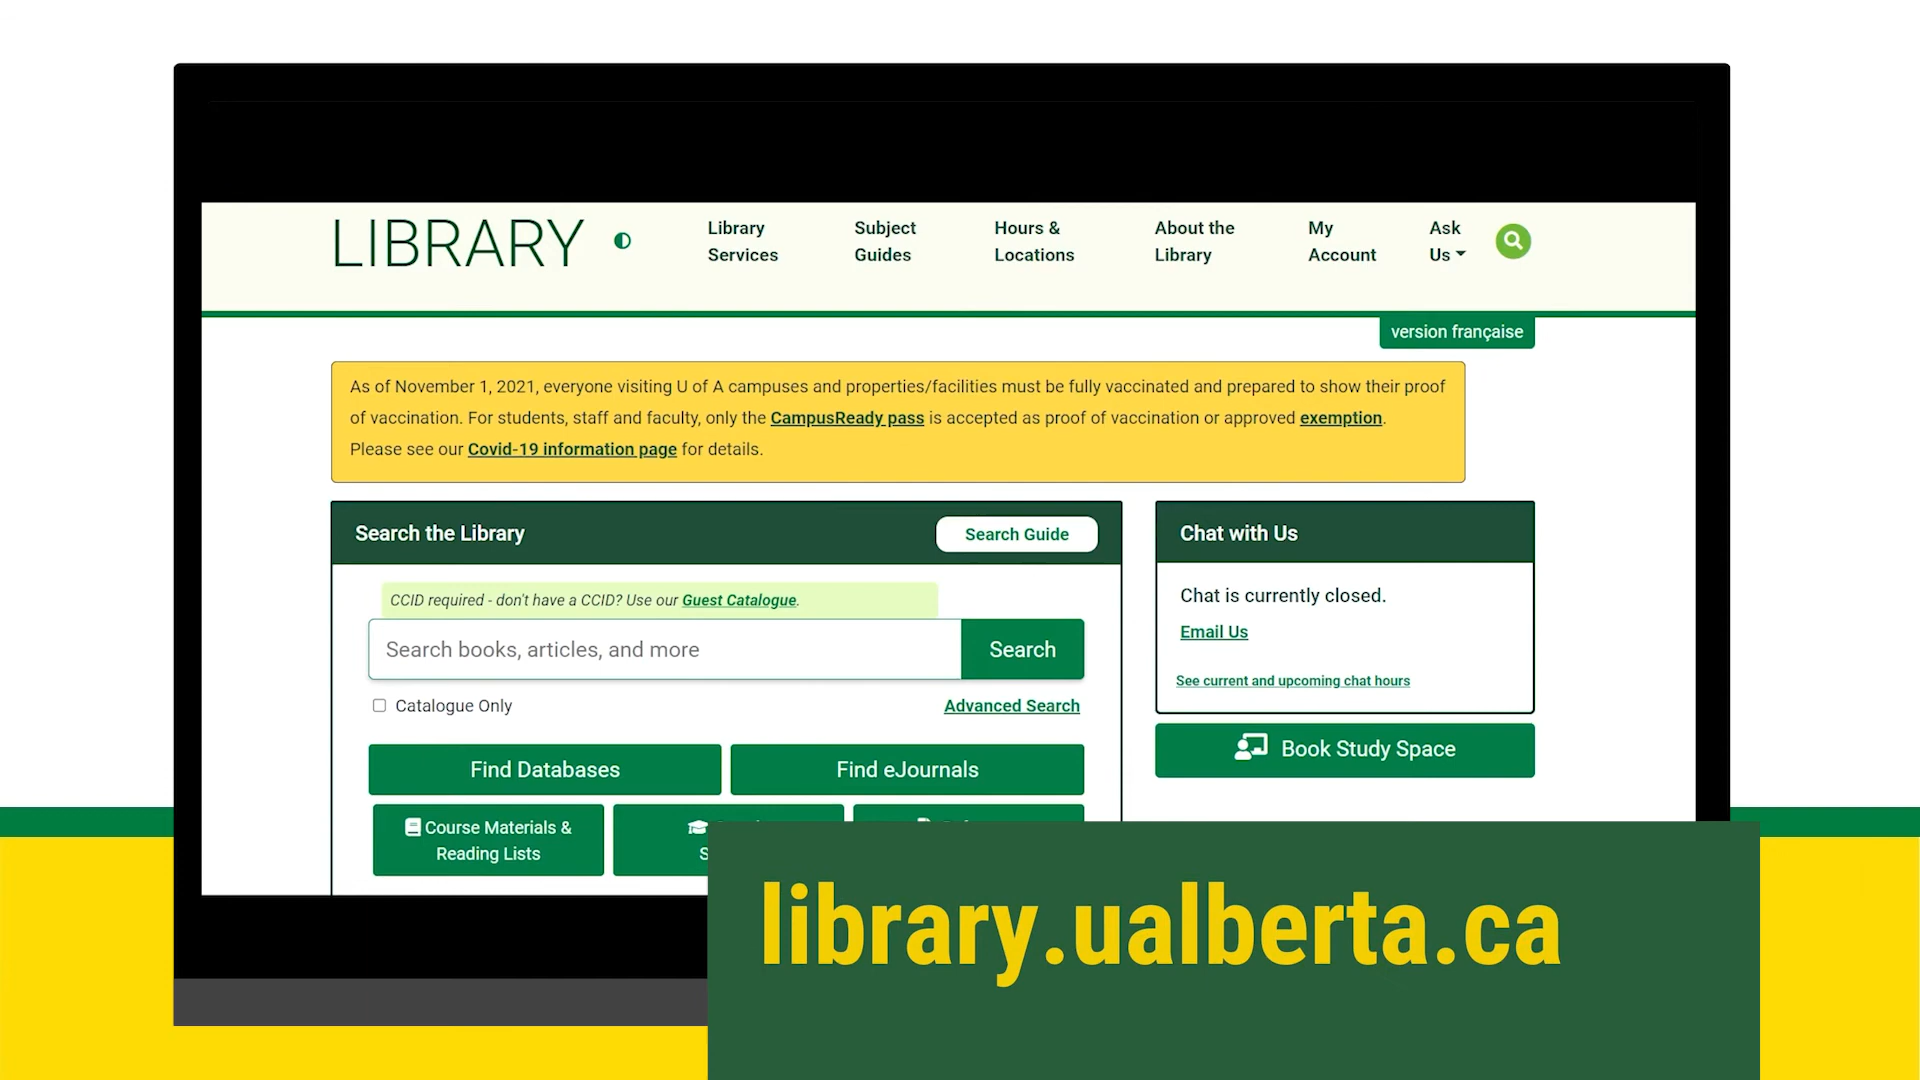 LIBRARY
Library
Services
Subject
Guides
Hours &
Locations
About the
Library
My
Account
Ask
Us
version française
As of November 1, 2021, everyone visiting U of A campuses and properties/facilities must be fully vaccinated and prepared to show their proof
of vaccination. For students, staff and faculty, only the CampusReady pass is accepted as proof of vaccination or approved exemption.
Please see our Covid-19 information page for details.
Search the Library
Search Guide
CCID required - don't have a CCID? Use our Guest Catalogue.
Search books, articles, and more
Search
Catalogue Only
Advanced Search
Find Databases
Find eJournals
Course Materials &
Reading Lists
Chat with Us
Chat is currently closed.
Email Us
See current and upcoming chat hours
Book Study Space
library.ualberta.ca